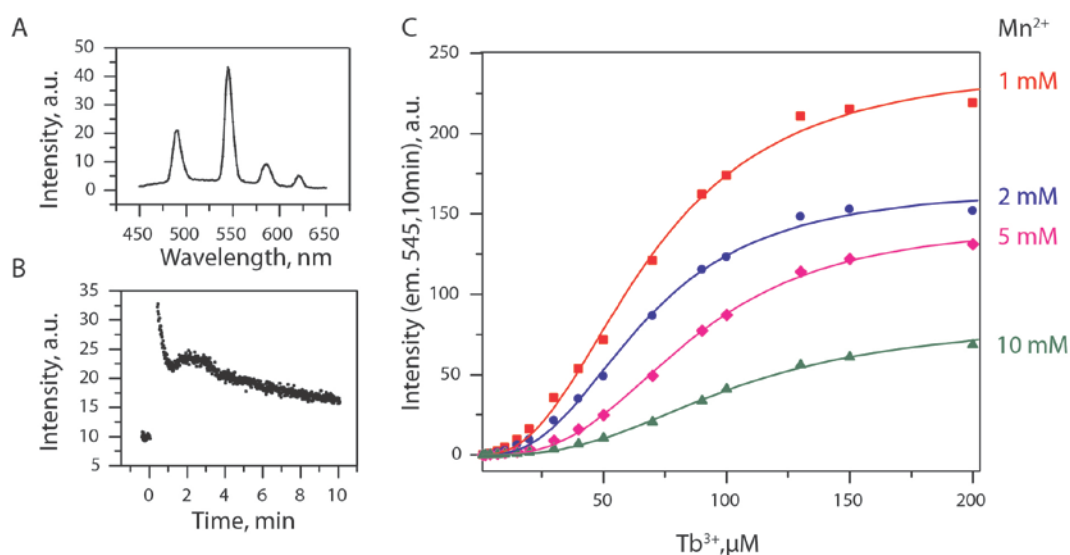 A
50
40
30
20
10
0
Intensity, a.u.
450 500 550 600 650
Wavelength, nm
B
35
30
25
20
15
10
5
Intensity, a.u.
0 2 4 6 8 10
Time, min
C
250
200
150
100
50
0
Intensity (em. 545,10min), a.u.
50 100 150 200
Tb³⁺,μM
Mn²⁺
1 mM
2 mM
5 mM
10 mM